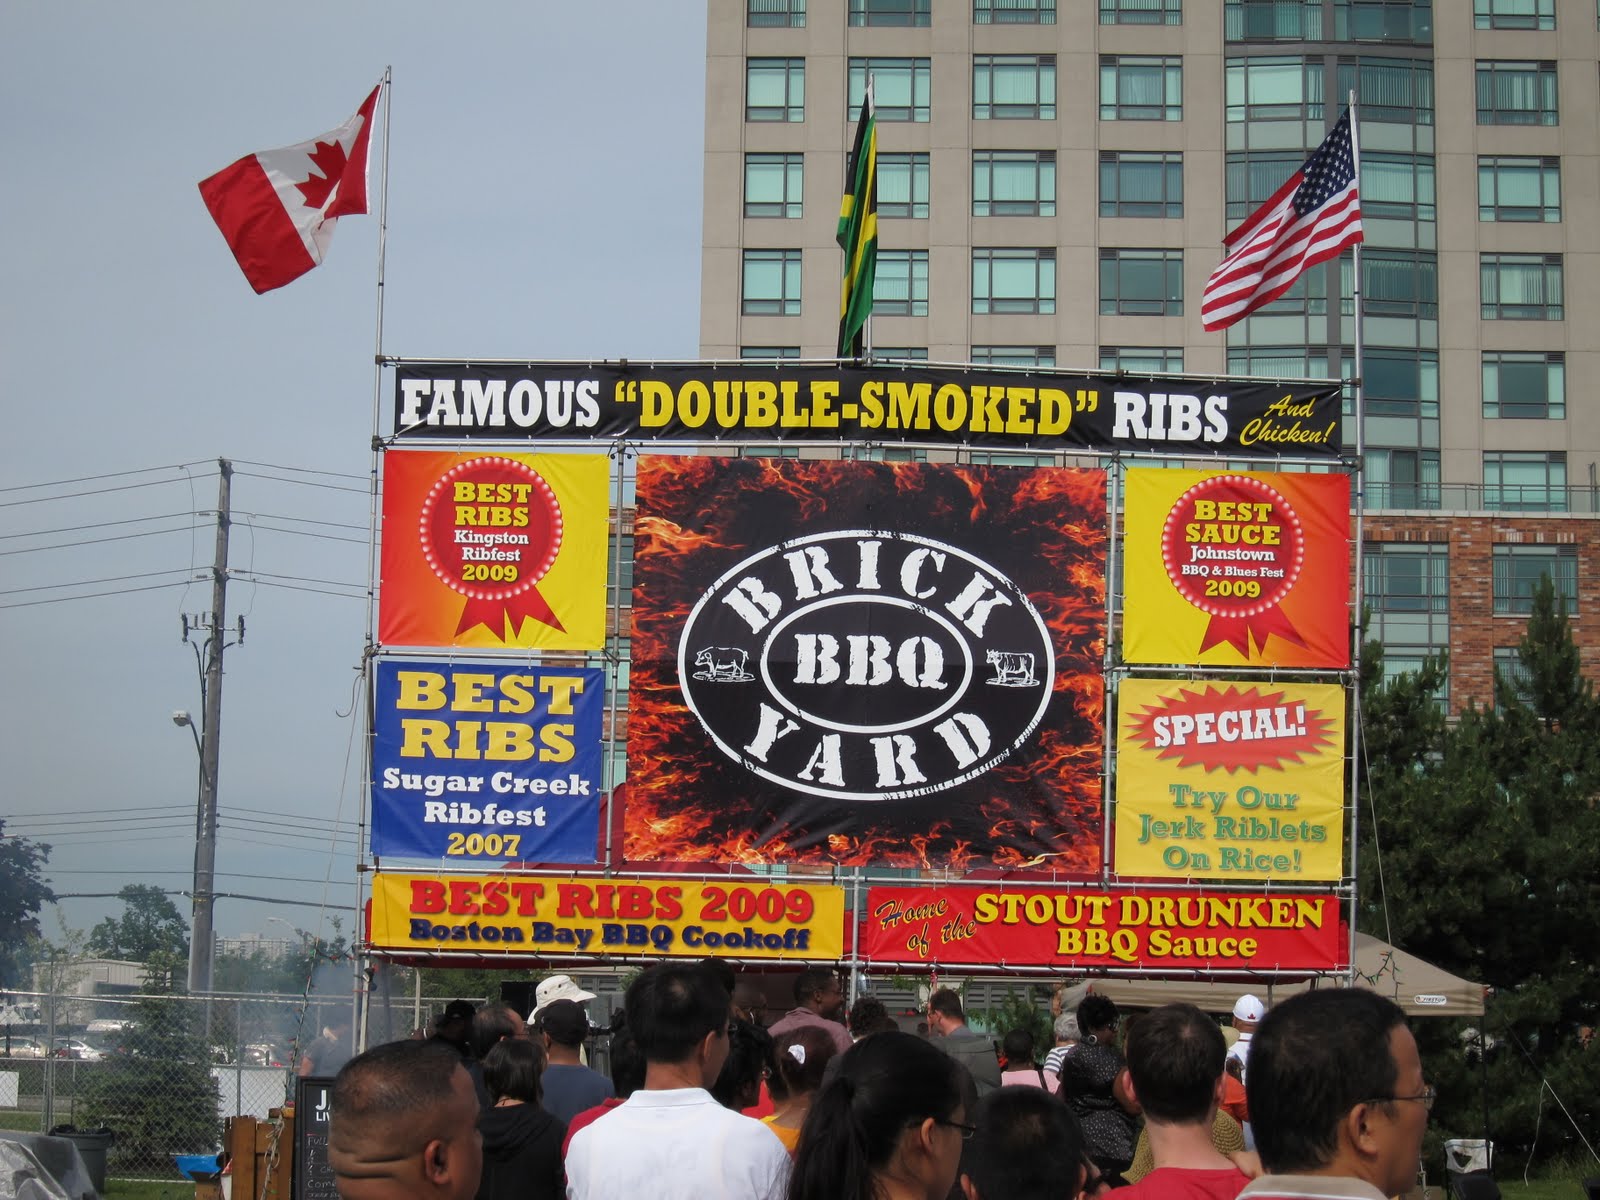 FAMOUS “DOUBLE-SMOKED” RIBS And Chicken!
BEST
RIBS
Kingston
Ribfest
2009
BRICK
BBQ
YARD
BEST
SAUCE
Johnstown
BBQ & Blues Fest
2009
BEST
RIBS
Sugar Creek
Ribfest
2007
SPECIAL!
Try Our
Jerk Riblets
On Rice!
BEST RIBS 2009
Boston Bay BBQ Cookoff
Home of the
STOUT DRUNKEN
BBQ Sauce